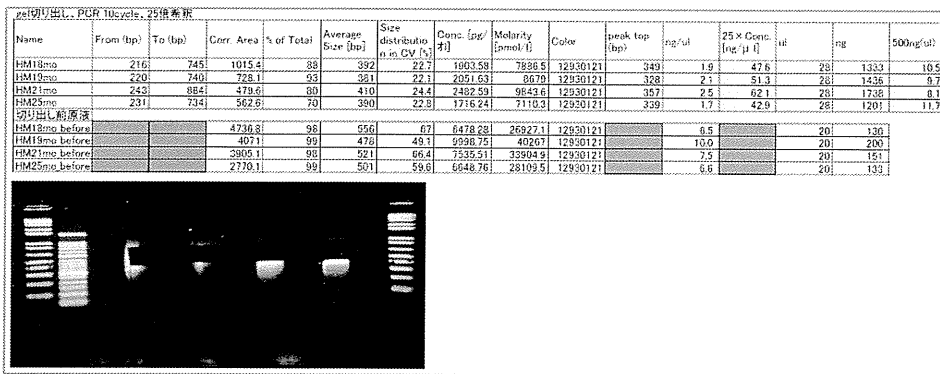 gel切り出し、PCR 10cycle、25倍希釈
Name From (bp) To (bp) Corr. Area % of Total Average Size [bp] Size distribution in CV [%] Conc. [pg/ Molarity [pmol/l] Color peak top (bp) ng/ul 25×Conc. [ng/μl] ul ng 500ng(ul)
HM18mo 216 745 1015.4 88 392 22.7 1903.58 7886.5 12930121 349 1.9 47.6 28 1333 10.5
HM19mo 220 740 728.1 93 381 22.1 2051.63 8679 12930121 328 2.1 51.3 28 1436 9.7
HM21mo 243 884 479.6 80 410 24.4 2482.59 9843.6 12930121 357 2.5 62.1 28 1738 8.1
HM25mo 231 734 562.6 70 390 22.8 1716.24 7110.3 12930121 339 1.7 42.9 28 1201 11.7
切り出し前原液
HM18mo_before 4736.8 98 556 67 6478.28 26927.1 12930121 6.5 20 130
HM19mo_before 4071 99 478 49.1 9998.75 40267 12930121 10.0 20 200
HM21mo_before 3905.1 98 521 66.4 7535.51 33904.9 12930121 7.5 20 151
HM25mo_before 2770.1 99 501 59.6 6648.76 28109.5 12930121 6.6 20 133